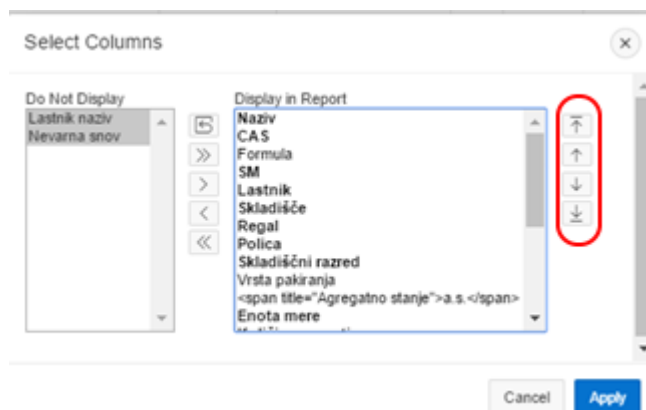 Select Columns
Do Not Display
Lastnik naziv
Nevarna snov
Display in Report
Naziv
CAS
Formula
SM
Lastnik
Skladišče
Regal
Polica
Skladiščni razred
Vrsta pakiranja
<span title="Agregatno stanje">a.s.</span>
Enota mere
Cancel
Apply